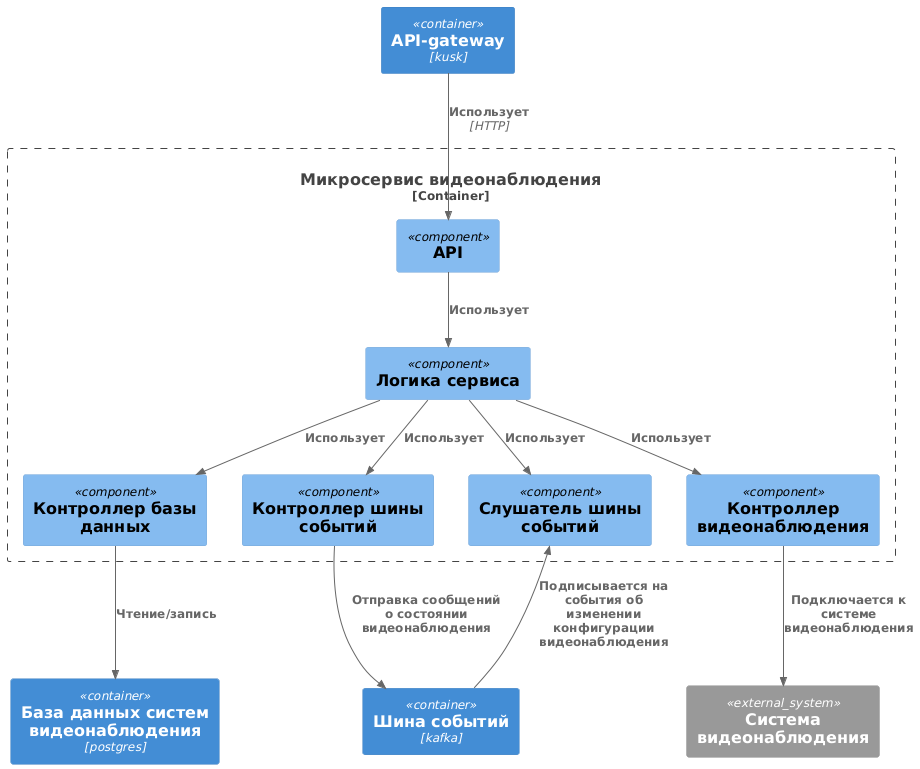 «container»
API-gateway
[kusk]
Использует
[HTTP]
Микросервис видеонаблюдения
[Container]
«component»
API
Использует
«component»
Логика сервиса
Использует
Использует
Использует
Использует
«component»
Контроллер базы
данных
«component»
Контроллер шины
событий
«component»
Слушатель шины
событий
«component»
Контроллер
видеонаблюдения
Чтение/запись
Отправка сообщений
о состоянии
видеонаблюдения
Подписывается на
события об
изменении
конфигурации
видеонаблюдения
Подключается к
системе
видеонаблюдения
«container»
База данных систем
видеонаблюдения
[postgres]
«container»
Шина событий
[kafka]
«external_system»
Система
видеонаблюдения